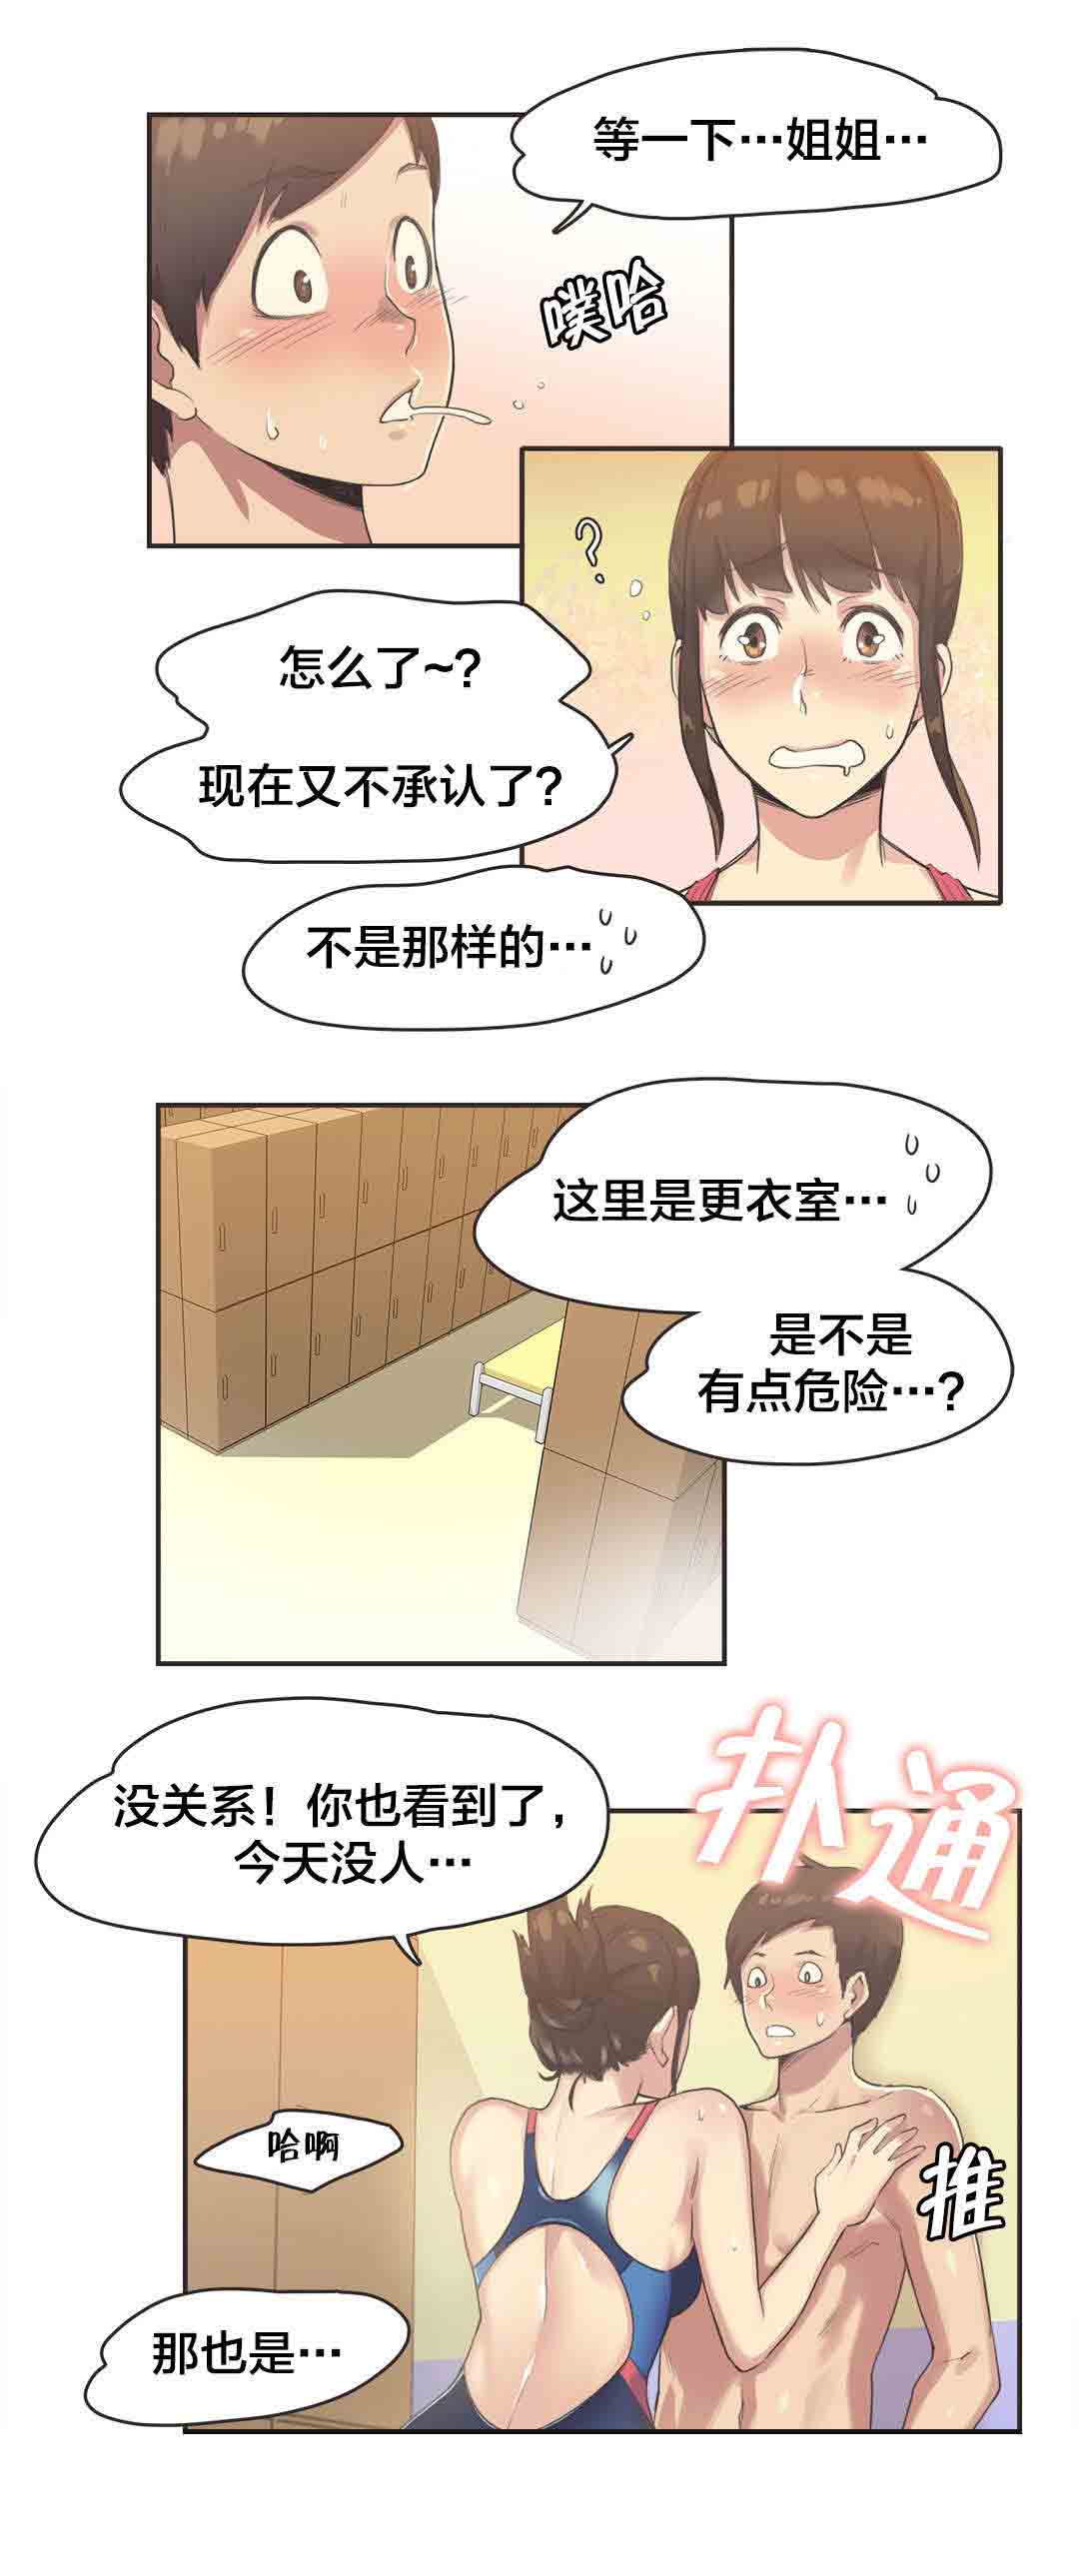 等一下…姐姐…
噗哈
?
怎么了~?
现在又不承认了?
不是那样的…
这里是更衣室…
是不是
有点危险…?
没关系！你也看到了，
今天没人…
扑通
哈啊
推
那也是…